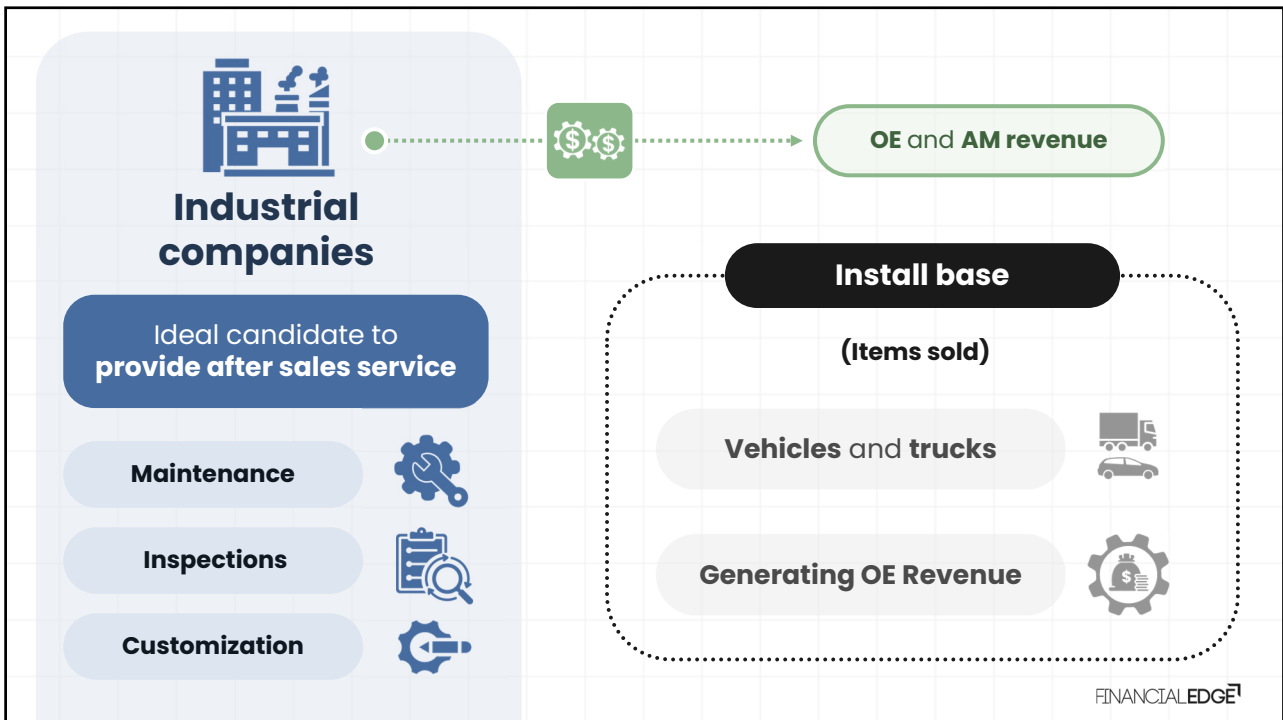 Industrial
companies
Ideal candidate to
provide after sales service
Maintenance
Inspections
Customization
OE and AM revenue
Install base
(Items sold)
Vehicles and trucks
Generating OE Revenue
FINANCIALEDGE